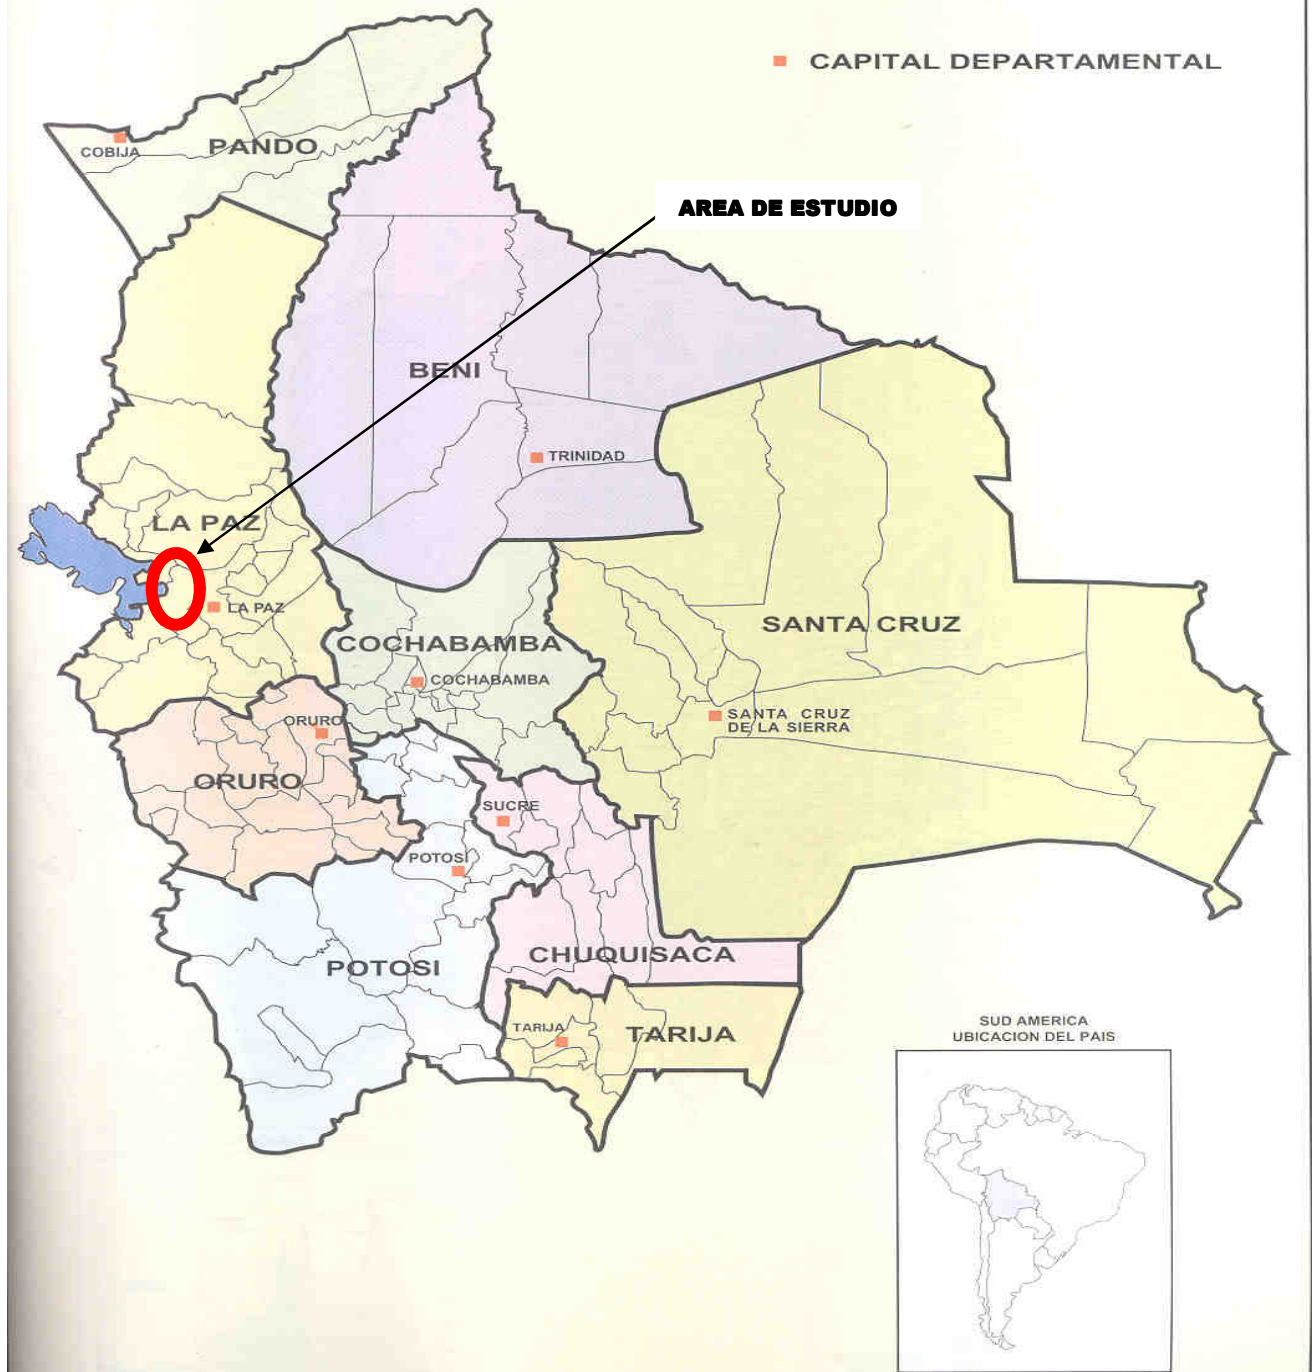 CAPITAL DEPARTAMENTAL
COBIJA
PANDO
AREA DE ESTUDIO
BENI
TRINIDAD
LA PAZ
LA PAZ
COCHABAMBA
COCHABAMBA
SANTA CRUZ
SANTA CRUZ
DE LA SIERRA
ORURO
ORURO
SUCRE
POTOSÍ
POTOSI
CHUQUISACA
TARIJA
TARIJA
SUD AMERICA
UBICACION DEL PAIS